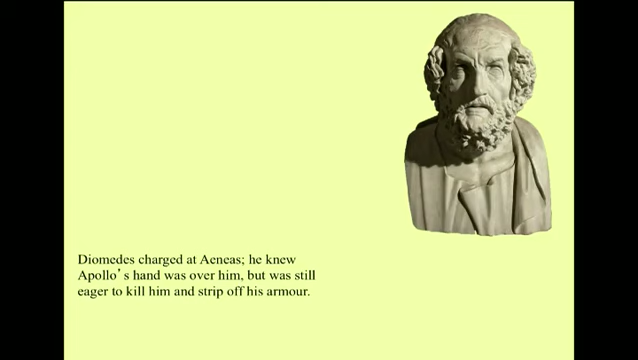 Diomedes charged at Aeneas; he knew
Apollo’s hand was over him, but was still
eager to kill him and strip off his armour.